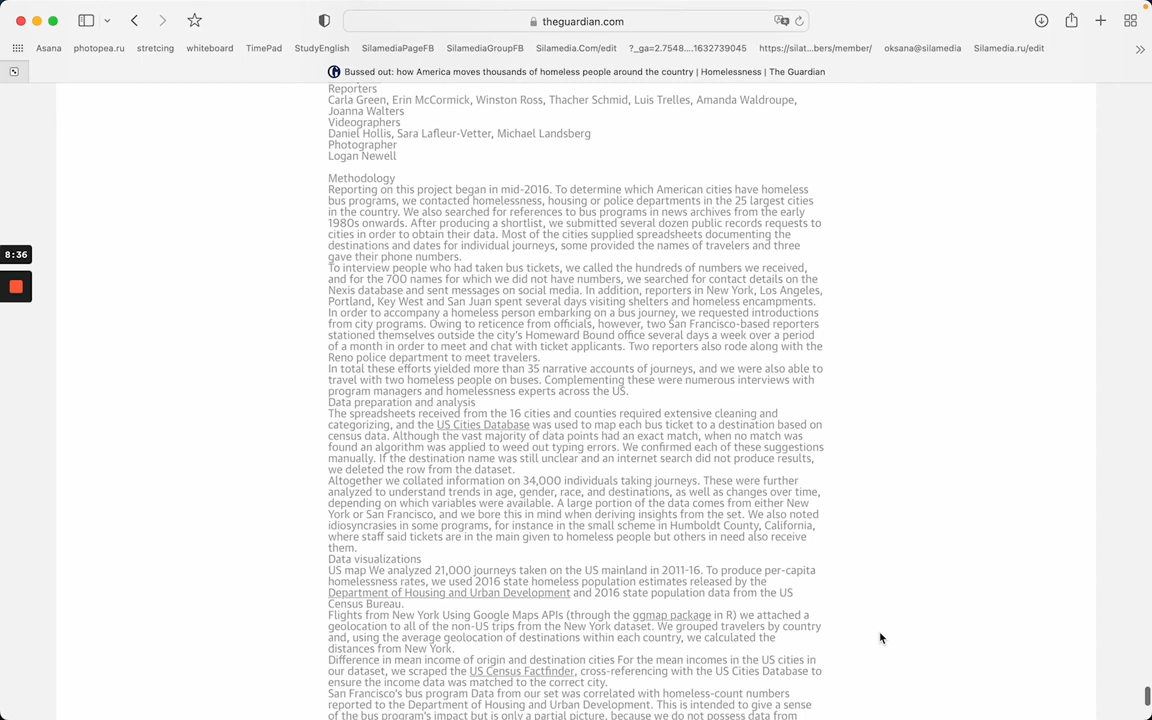 theguardian.com
Asana photopea.ru stretcing whiteboard TimePad StudyEnglish SilamediaPageFB SilamediaGroupFB Silamedia.Com/edit ?_ga=2.7548....1632739045 https://silat...bers/member/ oksana@silamedia Silamedia.ru/edit
Bussed out: how America moves thousands of homeless people around the country | Homelessness | The Guardian
Reporters
Carla Green, Erin McCormick, Winston Ross, Thacher Schmid, Luis Trelles, Amanda Waldroupe,
Joanna Walters
Videographers
Daniel Hollis, Sara Lafleur-Vetter, Michael Landsberg
Photographer
Logan Newell
Methodology
Reporting on this project began in mid-2016. To determine which American cities have homeless
bus programs, we contacted homelessness, housing or police departments in the 25 largest cities
in the country. We also searched for references to bus programs in news archives from the early
1980s onwards. After producing a shortlist, we submitted several dozen public records requests to
cities in order to obtain their data. Most of the cities supplied spreadsheets documenting the
destinations and dates for individual journeys, some provided the names of travelers and three
gave their phone numbers.
To interview people who had taken bus tickets, we called the hundreds of numbers we received,
and for the 700 names for which we did not have numbers, we searched for contact details on the
Nexis database and sent messages on social media. In addition, reporters in New York, Los Angeles,
Portland, Key West and San Juan spent several days visiting shelters and homeless encampments.
In order to accompany a homeless person embarking on a bus journey, we requested introductions
from city programs. Owing to reticence from officials, however, two San Francisco-based reporters
stationed themselves outside the city's Homeward Bound office several days a week over a period
of a month in order to meet and chat with ticket applicants. Two reporters also rode along with the
Reno police department to meet travelers.
In total these efforts yielded more than 35 narrative accounts of journeys, and we were also able to
travel with two homeless people on buses. Complementing these were numerous interviews with
program managers and homelessness experts across the US.
Data preparation and analysis
The spreadsheets received from the 16 cities and counties required extensive cleaning and
categorizing, and the US Cities Database was used to map each bus ticket to a destination based on
census data. Although the vast majority of data points had an exact match, when no match was
found an algorithm was applied to weed out typing errors. We confirmed each of these suggestions
manually. If the destination name was still unclear and an internet search did not produce results,
we deleted the row from the dataset.
Altogether we collated information on 34,000 individuals taking journeys. These were further
analyzed to understand trends in age, gender, race, and destinations, as well as changes over time,
depending on which variables were available. A large portion of the data comes from either New
York or San Francisco, and we bore this in mind when deriving insights from the set. We also noted
idiosyncrasies in some programs, for instance in the small scheme in Humboldt County, California,
where staff said tickets are in the main given to homeless people but others in need also receive
them.
Data visualizations
US map We analyzed 21,000 journeys taken on the US mainland in 2011-16. To produce per-capita
homelessness rates, we used 2016 state homeless population estimates released by the
Department of Housing and Urban Development and 2016 state population data from the US
Census Bureau.
Flights from New York Using Google Maps APIs (through the ggmap package in R) we attached a
geolocation to all of the non-US trips from the New York dataset. We grouped travelers by country
and, using the average geolocation of destinations within each country, we calculated the
distances from New York.
Difference in mean income of origin and destination cities For the mean incomes in the US cities in
our dataset, we scraped the US Census Factfinder, cross-referencing with the US Cities Database to
ensure the income data was matched to the correct city.
San Francisco's bus program Data from our set was correlated with homeless-count numbers
reported to the Department of Housing and Urban Development. This is intended to give a sense
of the bus program's impact but is only a partial picture, because we do not possess data from
8:36